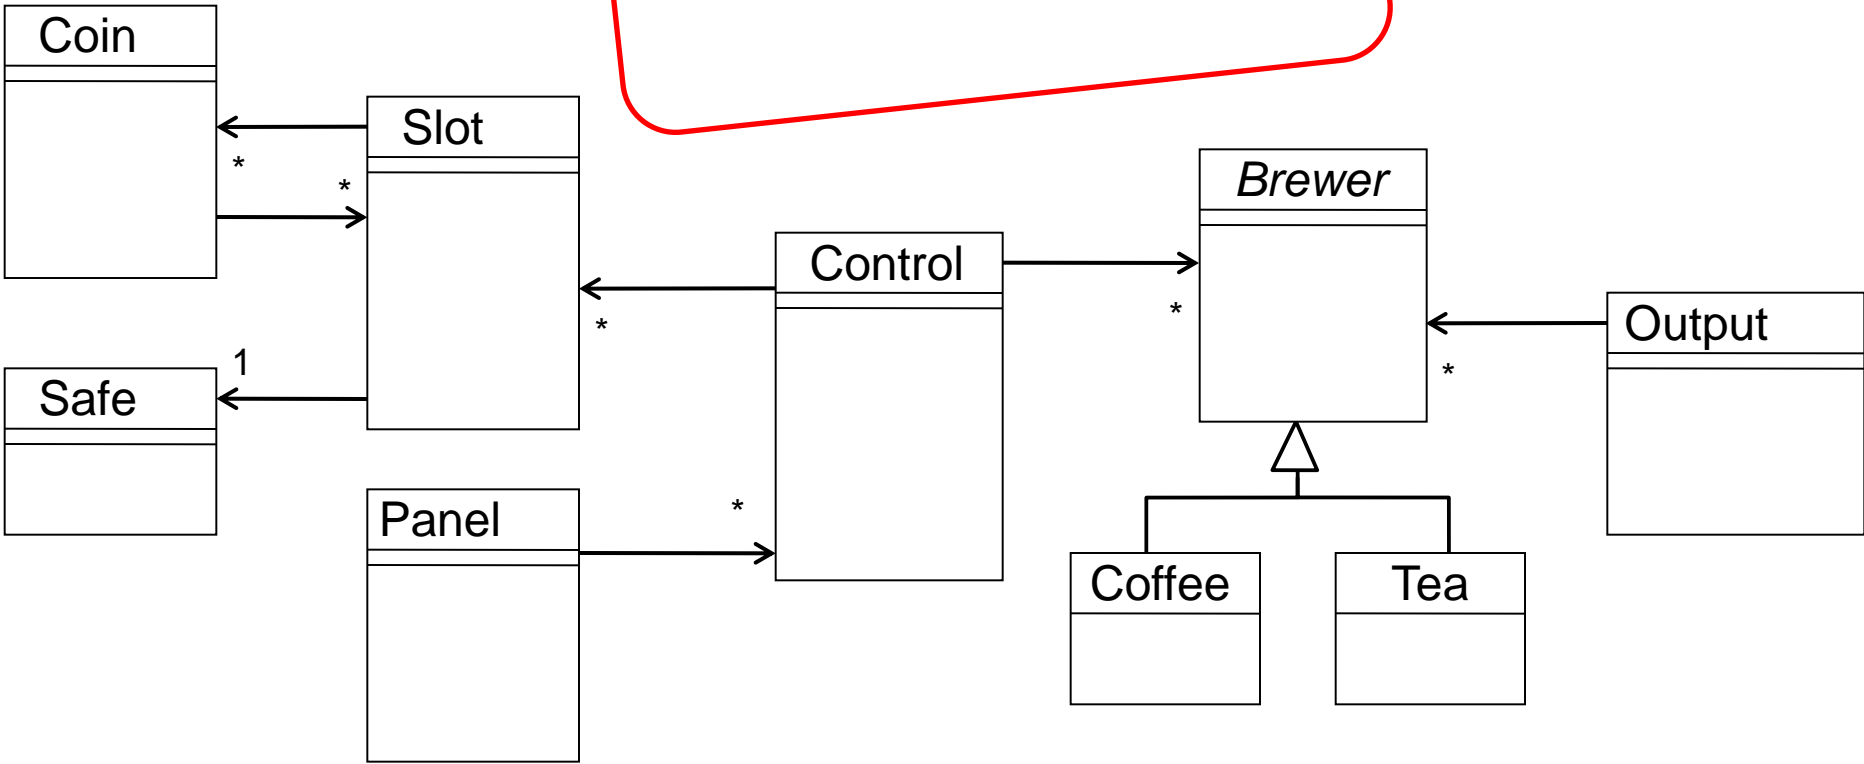 Coin
Slot
*
*
Brewer
Control
*
*
Output
1
*
Safe
Panel
*
Coffee
Tea